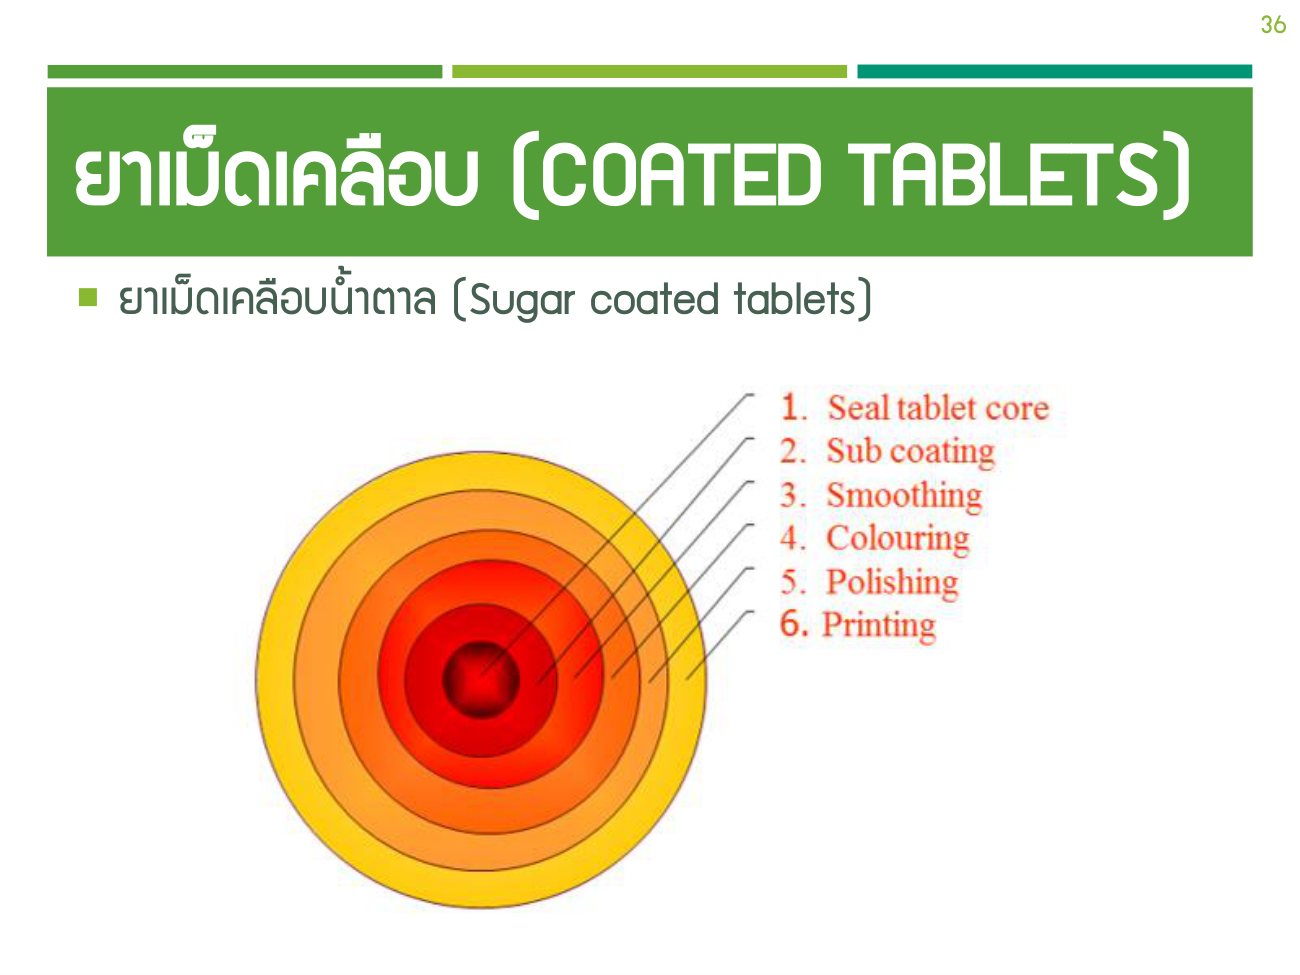 36
ยาเม็ดเคลือบ (COATED TABLETS)
ยาเม็ดเคลือบน้ำตาล (Sugar coated tablets)
1. Seal tablet core
2. Sub coating
3. Smoothing
4. Colouring
5. Polishing
6. Printing